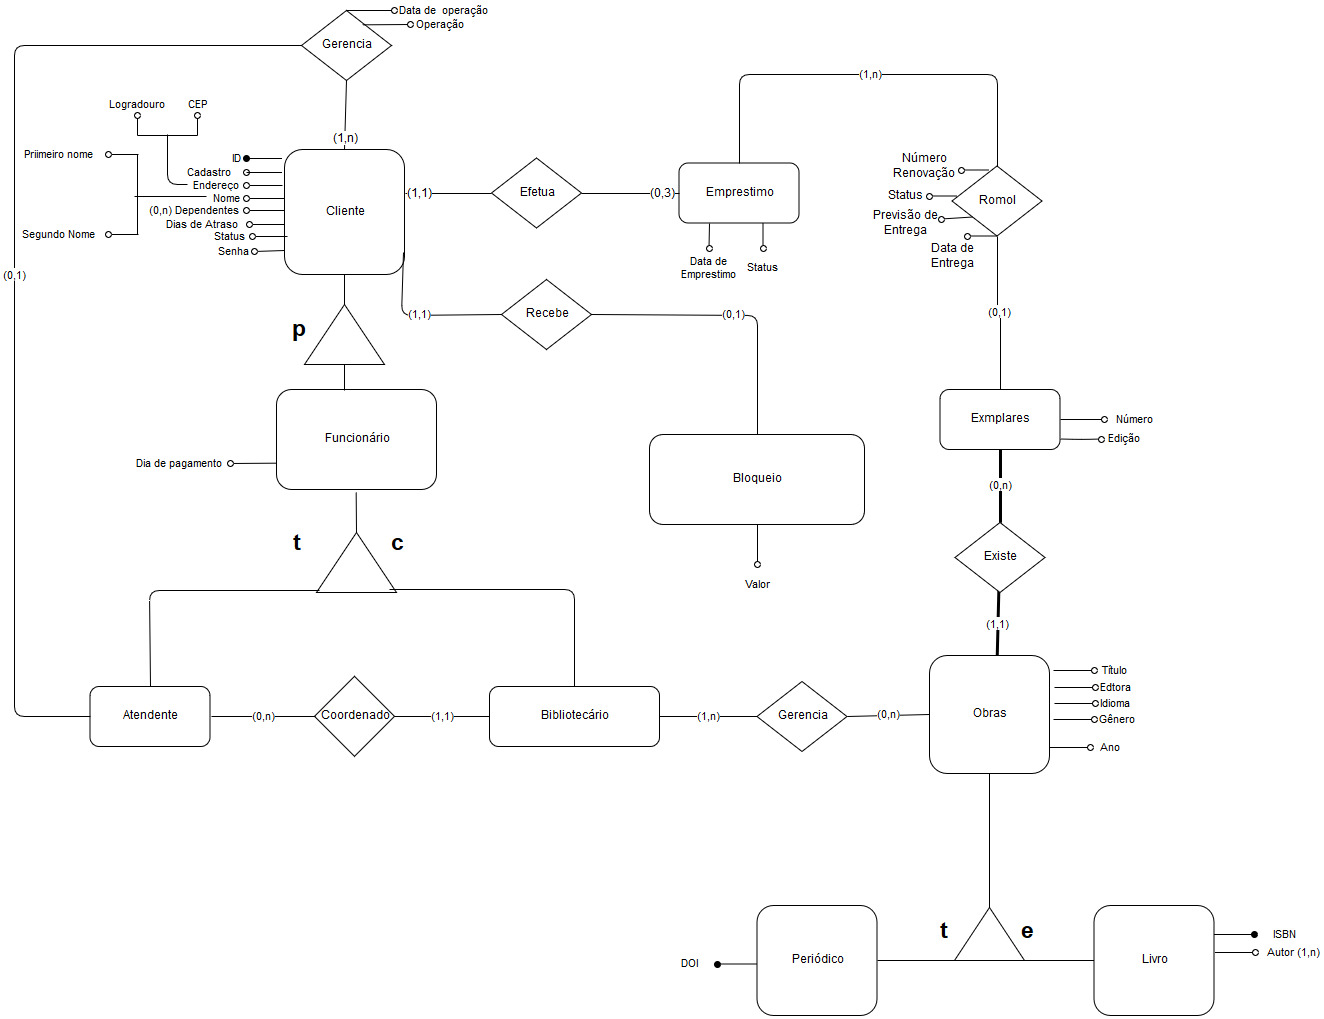 Data de  operação
Operação
Gerencia
(1,n)
Logradouro
CEP
(1,n)
Priimeiro nome
ID
Cadastro
Endereço
Nome
(0,n) Dependentes
Dias de Atraso
Status
Senha
Segundo Nome
Cliente
(1,1)
Efetua
(0,3)
Emprestimo
Data de
Emprestimo
Status
Número
Renovação
Status
Previsão de
Entrega
Data de
Entrega
Romol
(0,1)
(1,1)
Recebe
(0,1)
(0,1)
p
Funcionário
Dia de pagamento
Exmplares
Número
Edição
Bloqueio
Valor
(0,n)
t
c
Existe
(1,1)
Atendente
(0,n)
Coordenado
(1,1)
Bibliotecário
(1,n)
Gerencia
(0,n)
Obras
Título
Edtora
Idioma
Gênero
Ano
t
e
DOI
Periódico
Livro
ISBN
Autor (1,n)